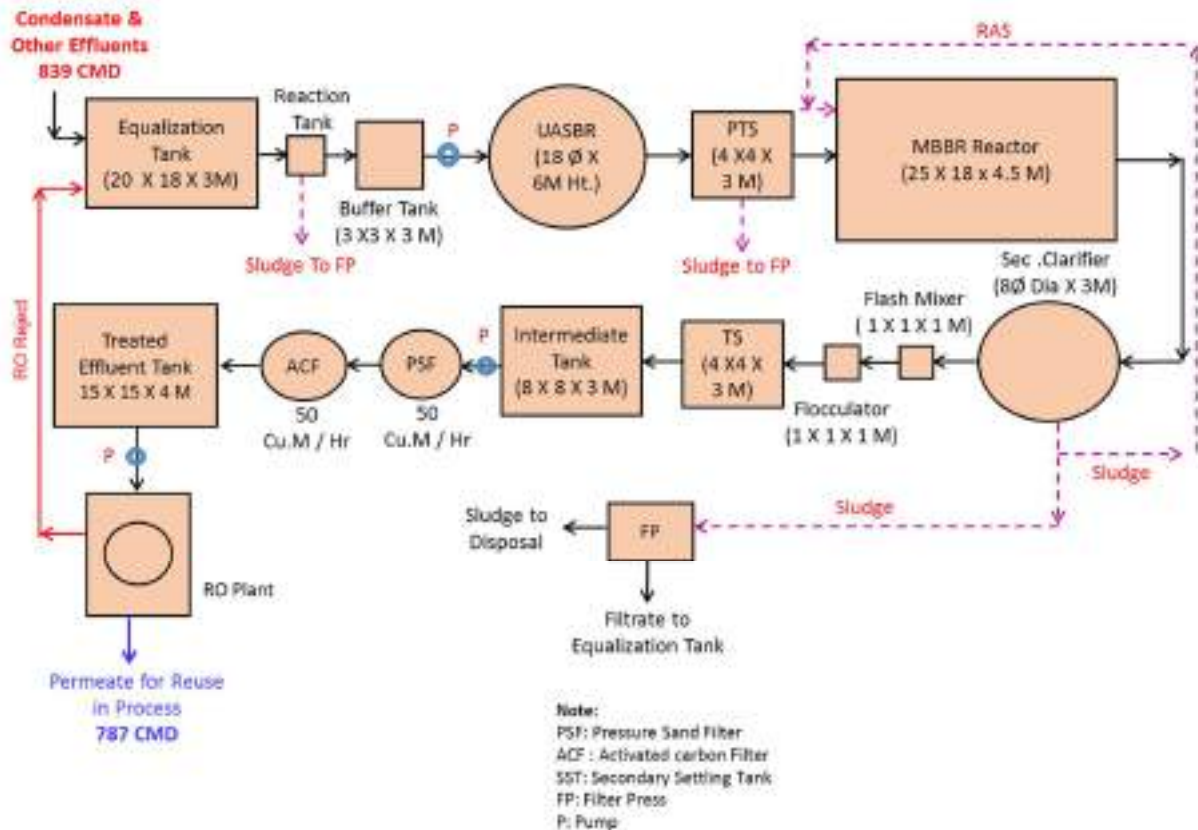 Condensate &
Other Effluents
839 CMD
RAS
Reaction
Tank
Equalization
Tank
(20 X 18 X 3M)
P
UASBR
(18 Ø X
6M Ht.)
PTS
(4 X4 X
3 M)
MBBR Reactor
(25 X 18 x 4.5 M)
Buffer Tank
(3 X3 X 3 M)
Sludge To FP
Sludge to FP
Sec .Clarifier
(8Ø Dia X 3M)
Flash Mixer
( 1 X 1 X 1 M)
RO Reject
Treated
Effluent Tank
15 X 15 X 4 M
ACF
PSF
P
Intermediate
Tank
(8 X 8 X 3 M)
TS
(4 X4 X
3 M)
50
Cu.M / Hr
50
Cu.M / Hr
Flocculator
(1 X 1 X 1 M)
P
Sludge
Sludge
Sludge to
Disposal
FP
RO Plant
Filtrate to
Equalization Tank
Permeate for Reuse
in Process
787 CMD
Note:
PSF: Pressure Sand Filter
ACF : Activated carbon Filter
SST: Secondary Settling Tank
FP: Filter Press
P: Pump